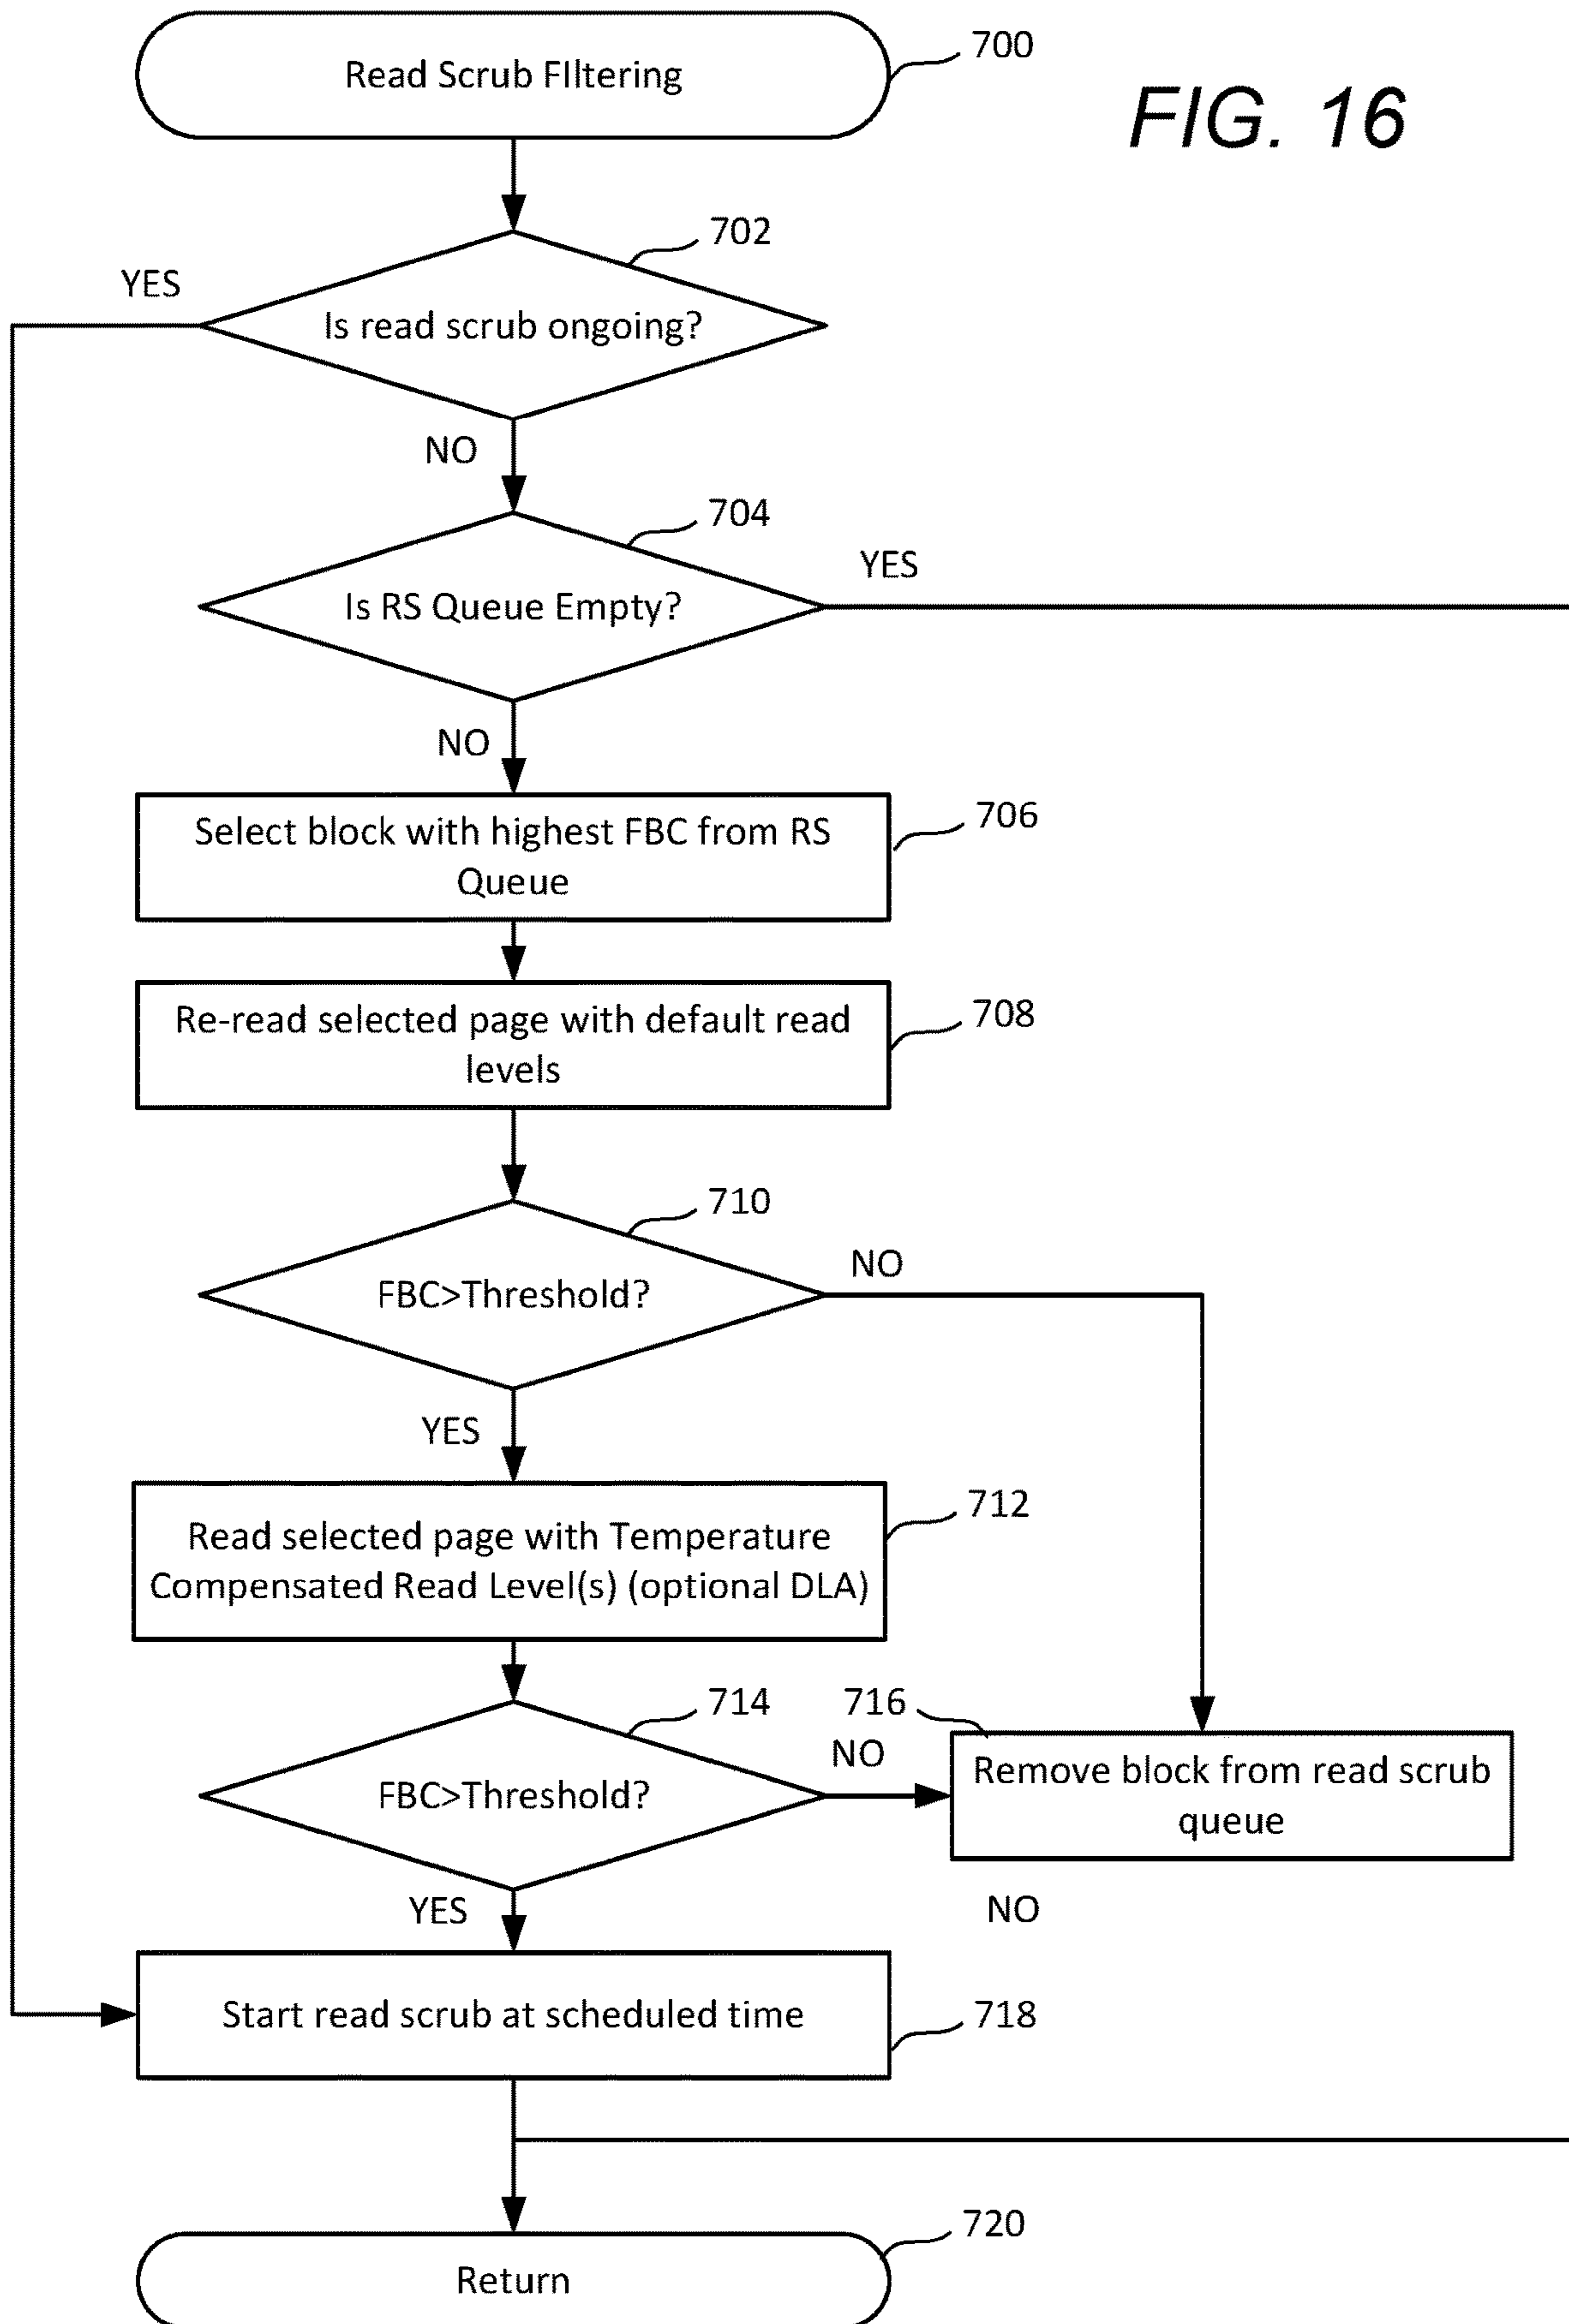 700
Read Scrub FIltering
FIG. 16
702
YES
Is read scrub ongoing?
NO
704
YES
Is RS Queue Empty?
NO
706
Select block with highest FBC from RS
Queue
708
Re-read selected page with default read
levels
710
NO
FBC>Threshold?
YES
712
Read selected page with Temperature
Compensated Read Level(s) (optional DLA)
714
716
NO
FBC>Threshold?
Remove block from read scrub
queue
YES
NO
Start read scrub at scheduled time
718
720
Return